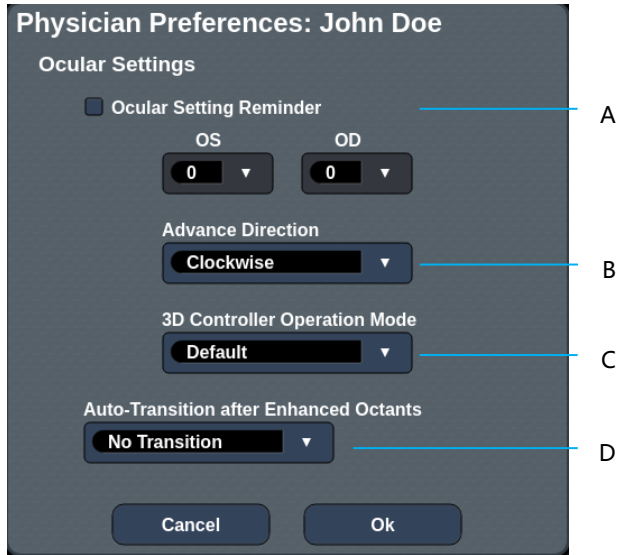 Physician Preferences: John Doe
Ocular Settings
Ocular Setting Reminder
A
OS OD
0 0
Advance Direction
Clockwise
B
3D Controller Operation Mode
Default
C
Auto-Transition after Enhanced Octants
No Transition
D
Cancel Ok